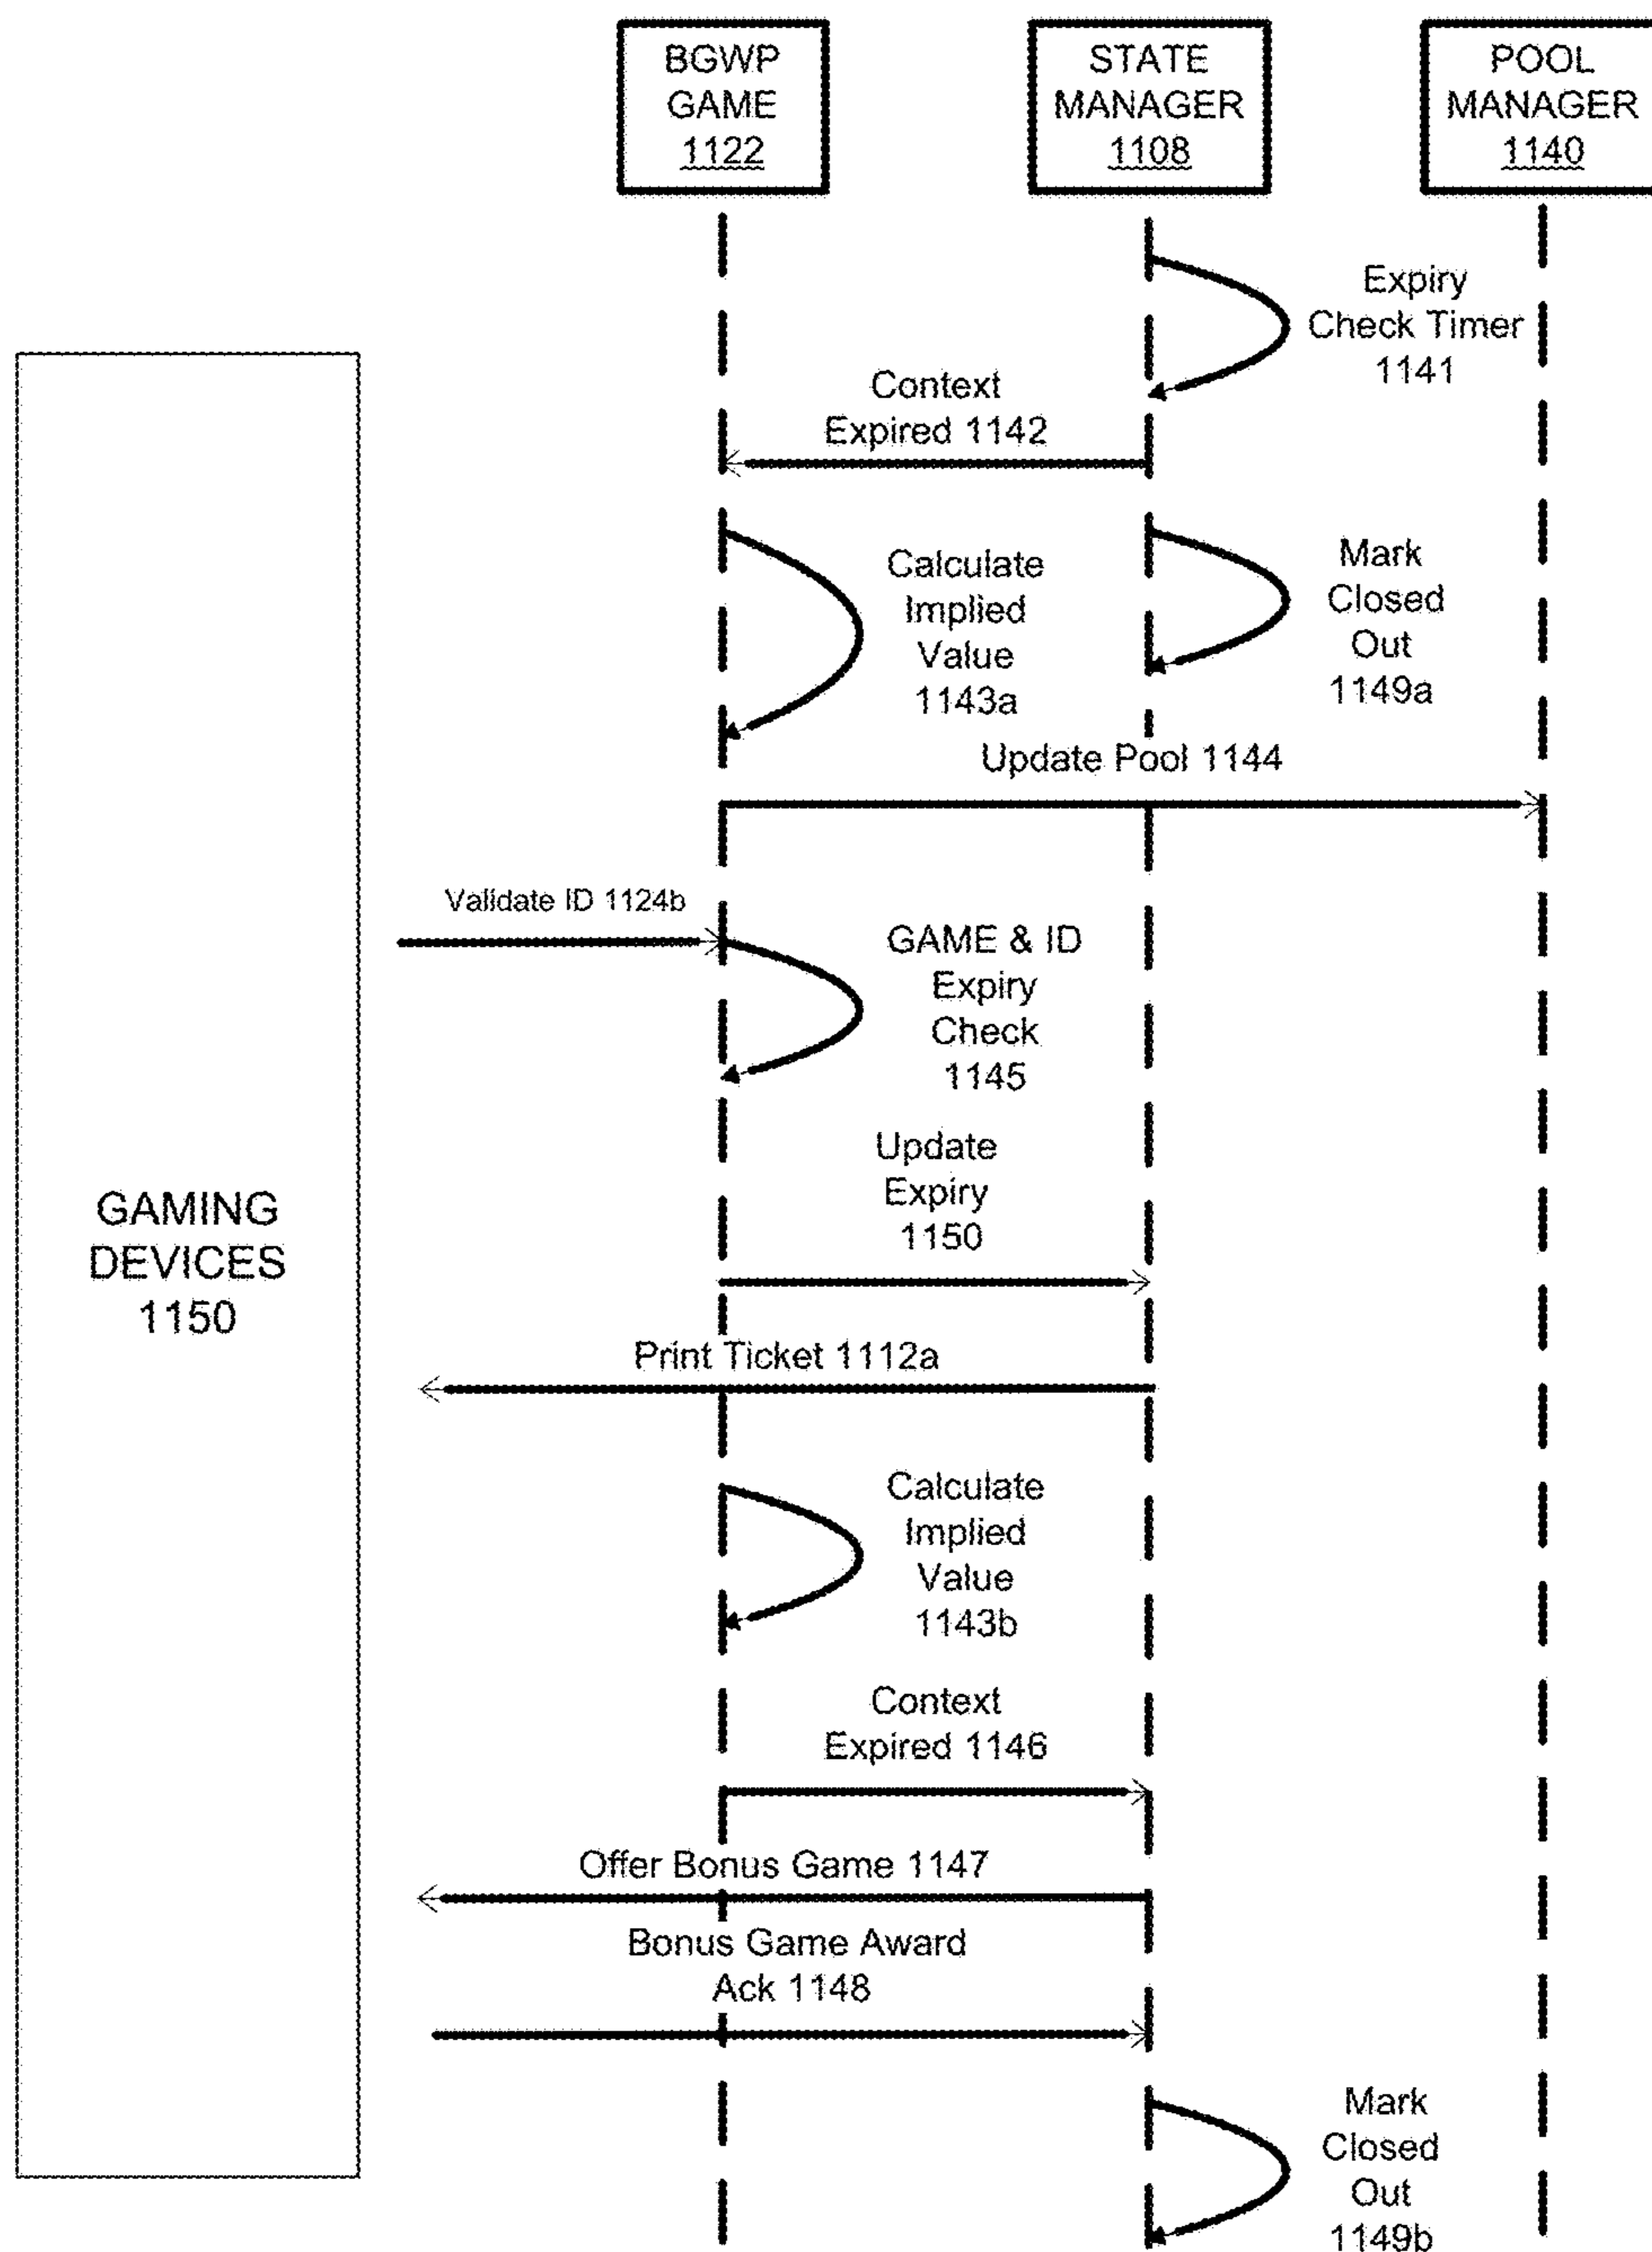 BGWP
GAME
1122
STATE
MANAGER
1108
POOL
MANAGER
1140
Expiry
Check Timer
1141
Context
Expired 1142
Calculate
Implied
Value
1143a
Mark
Closed
Out
1149a
Update Pool 1144
Validate ID 1124b
GAME & ID
Expiry
Check
1145
Update
Expiry
1150
GAMING
DEVICES
1150
Print Ticket 1112a
Calculate
Implied
Value
1143b
Context
Expired 1146
Offer Bonus Game 1147
Bonus Game Award
Ack 1148
Mark
Closed
Out
1149b